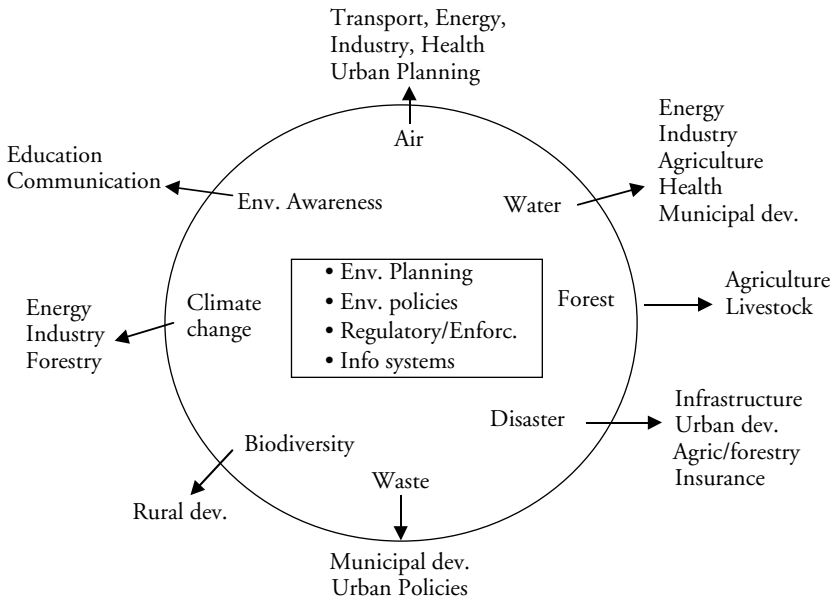 Transport, Energy,
Industry, Health
Urban Planning
Air
Energy
Industry
Agriculture
Health
Municipal dev.
Water
Education
Communication
Env. Awareness
• Env. Planning
• Env. policies
• Regulatory/Enforc.
• Info systems
Forest
Agriculture
Livestock
Climate
change
Energy
Industry
Forestry
Disaster
Infrastructure
Urban dev.
Agric/forestry
Insurance
Biodiversity
Rural dev.
Waste
Municipal dev.
Urban Policies